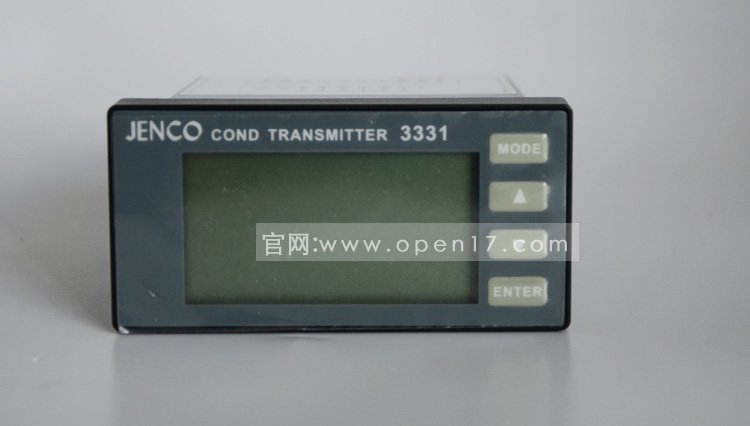 JENCO COND TRANSMITTER 3331
MODE
▲
官网:www.open17.com
ENTER